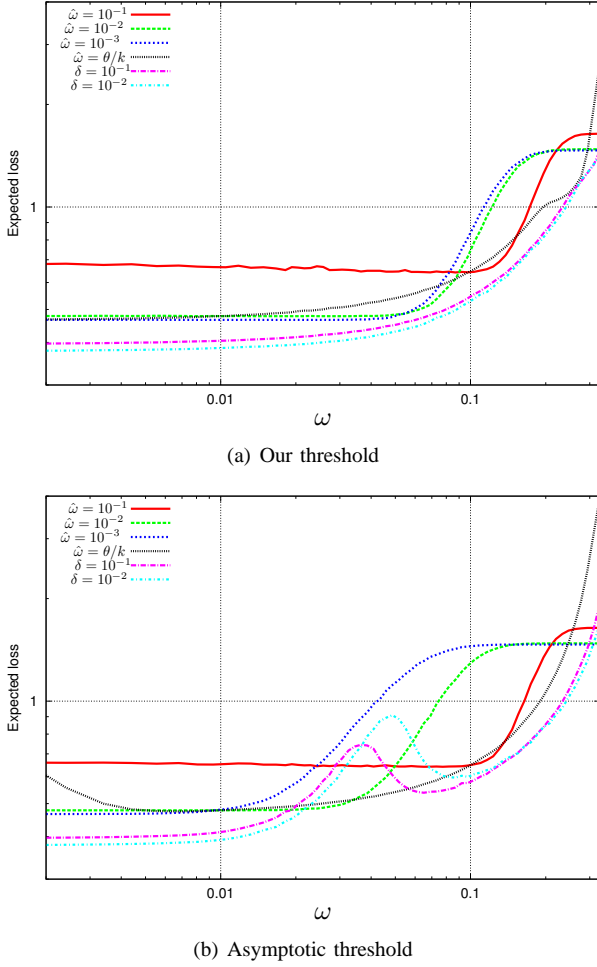 ω̂ = 10⁻¹
ω̂ = 10⁻²
ω̂ = 10⁻³
ω̂ = θ/k
δ = 10⁻¹
δ = 10⁻²
Expected loss
1
0.01
0.1
ω
(a) Our threshold
ω̂ = 10⁻¹
ω̂ = 10⁻²
ω̂ = 10⁻³
ω̂ = θ/k
δ = 10⁻¹
δ = 10⁻²
Expected loss
1
0.01
0.1
ω
(b) Asymptotic threshold